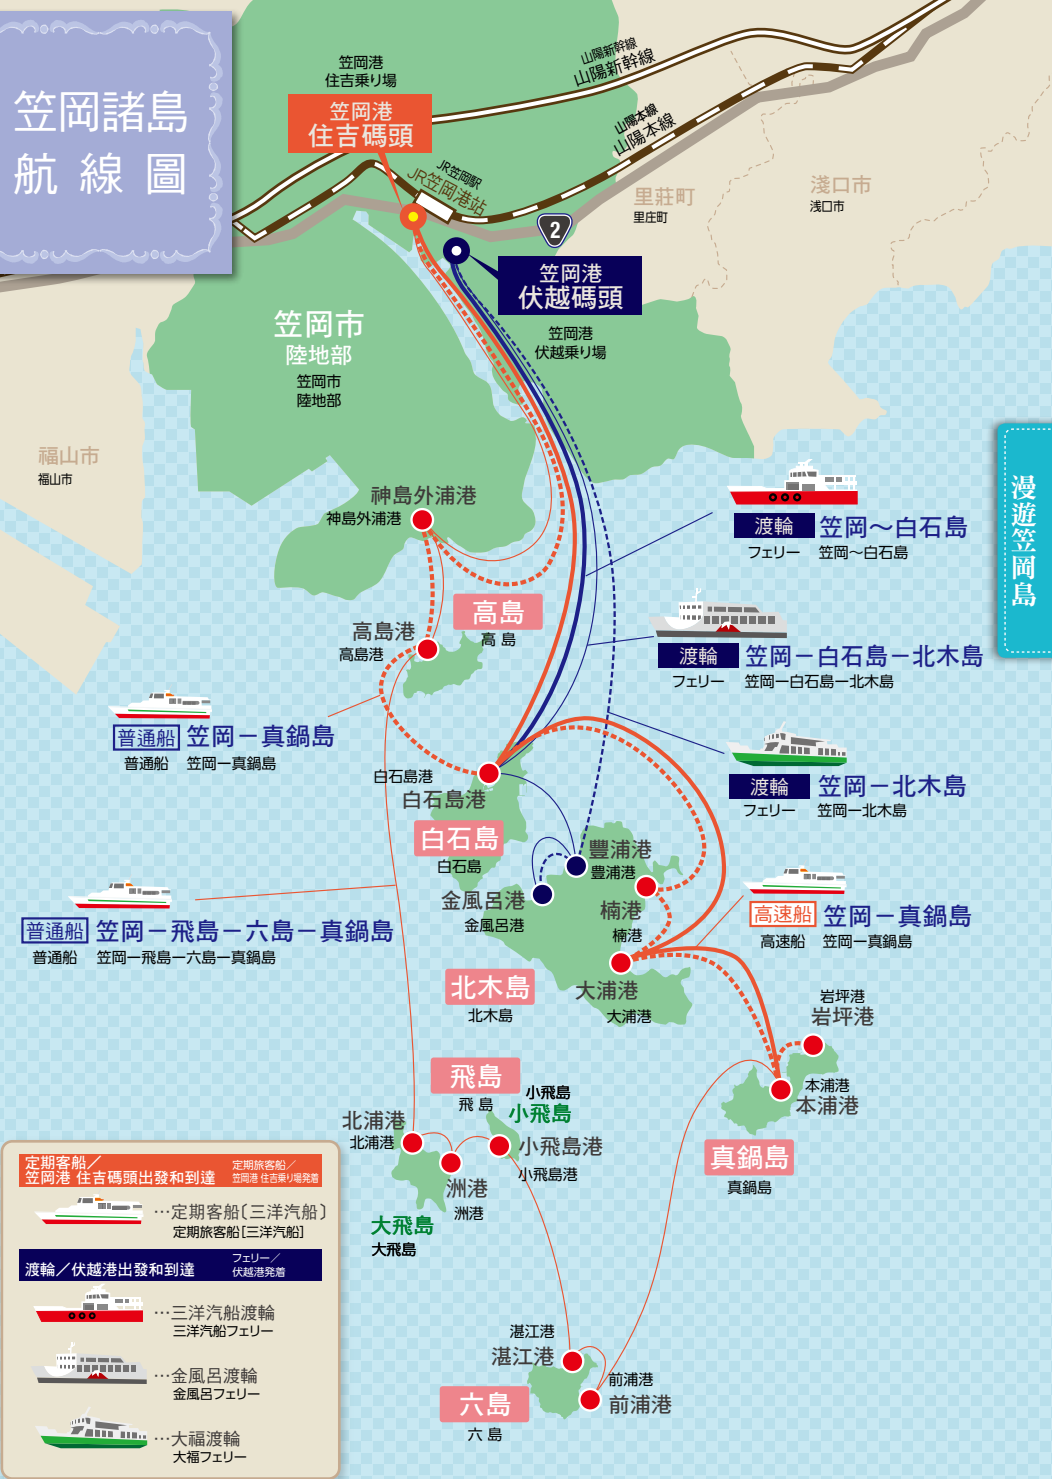 笠岡諸島
航線圖
笠岡港
住吉乗り場
笠岡港
住吉碼頭
山陽新幹線
山陽新幹線
山陽本線
山陽本線
JR笠岡駅
JR笠岡港站
2
里莊町
里庄町
淺口市
浅口市
笠岡港
伏越碼頭
笠岡港
伏越乗り場
笠岡市
陸地部
笠岡市
陸地部
福山市
福山市
漫遊笠岡島
神島外浦港
神島外浦港
渡輪 笠岡～白石島
フェリー 笠岡～白石島
高島
高 島
高島港
高島港
渡輪 笠岡－白石島－北木島
フェリー 笠岡ー白石島ー北木島
普通船 笠岡－真鍋島
普通船 笠岡ー真鍋島
渡輪 笠岡－北木島
フェリー 笠岡ー北木島
白石島港
白石島港
白石島
白石島
豐浦港
豊浦港
金風呂港
金風呂港
楠港
楠港
高速船 笠岡－真鍋島
高速船 笠岡ー真鍋島
普通船 笠岡－飛島－六島－真鍋島
普通船 笠岡ー飛島ー六島ー真鍋島
北木島
北木島
大浦港
大浦港
岩坪港
岩坪港
本浦港
本浦港
真鍋島
真鍋島
飛島
飛 島
小飛島
小飛島
北浦港
北浦港
小飛島港
小飛島港
洲港
洲港
大飛島
大飛島
湛江港
湛江港
前浦港
前浦港
六島
六 島
定期客船／
笠岡港 住吉碼頭出發和到達
定期旅客船／
笠岡港 住吉乗り場発着
…定期客船〔三洋汽船〕
定期旅客船［三洋汽船］
渡輪／伏越港出發和到達
フェリー／
伏越港発着
…三洋汽船渡輪
三洋汽船フェリー
…金風呂渡輪
金風呂フェリー
…大福渡輪
大福フェリー